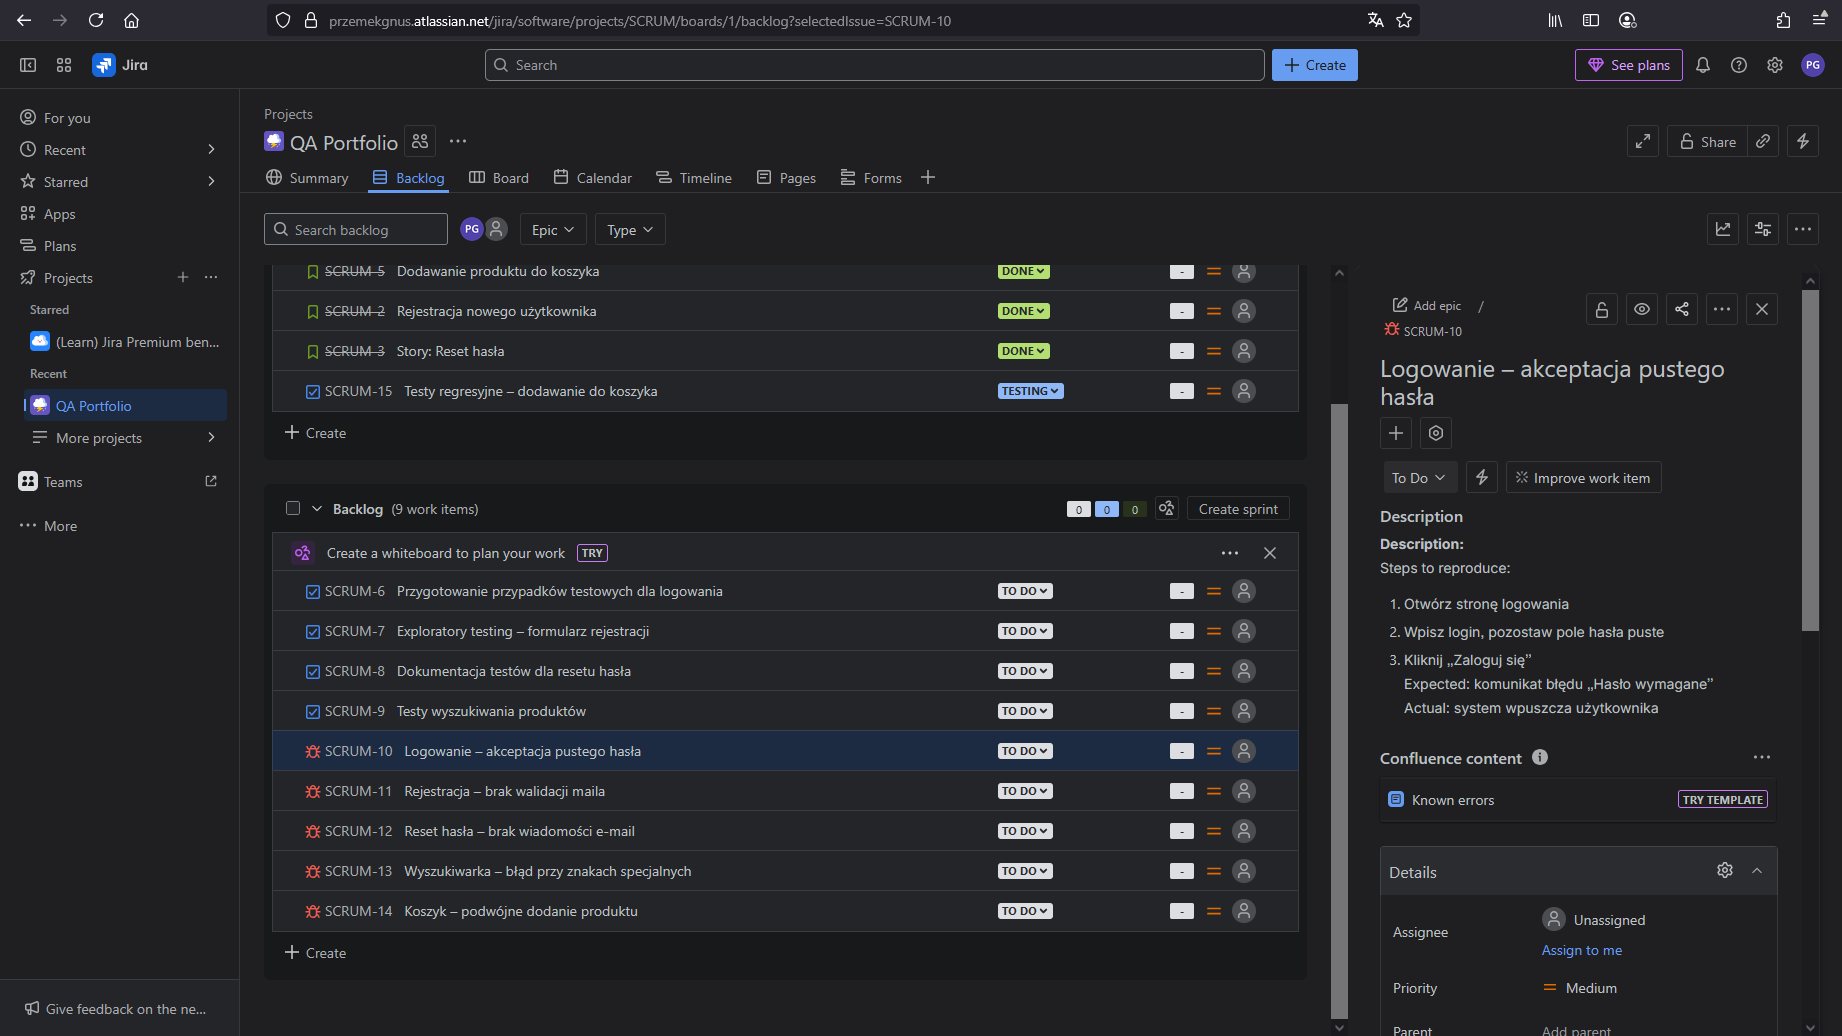 przemekgnus.atlassian.net/jira/software/projects/SCRUM/boards/1/backlog?selectedIssue=SCRUM-10
Jira
Search
Create
See plans
PG
For you
Recent
Starred
Apps
Plans
Projects
Starred
(Learn) Jira Premium ben...
Recent
QA Portfolio
More projects
Teams
More
Give feedback on the ne...
Projects
QA Portfolio
Share
Summary
Backlog
Board
Calendar
Timeline
Pages
Forms
Search backlog
PG
Epic
Type
SCRUM-5 Dodawanie produktu do koszyka DONE -
SCRUM-2 Rejestracja nowego użytkownika DONE -
SCRUM-3 Story: Reset hasła DONE -
SCRUM-15 Testy regresyjne – dodawanie do koszyka TESTING -
Create
Backlog (9 work items) 0 0 0 Create sprint
Create a whiteboard to plan your work TRY
SCRUM-6 Przygotowanie przypadków testowych dla logowania TO DO -
SCRUM-7 Exploratory testing – formularz rejestracji TO DO -
SCRUM-8 Dokumentacja testów dla resetu hasła TO DO -
SCRUM-9 Testy wyszukiwania produktów TO DO -
SCRUM-10 Logowanie – akceptacja pustego hasła TO DO -
SCRUM-11 Rejestracja – brak walidacji maila TO DO -
SCRUM-12 Reset hasła – brak wiadomości e-mail TO DO -
SCRUM-13 Wyszukiwarka – błąd przy znakach specjalnych TO DO -
SCRUM-14 Koszyk – podwójne dodanie produktu TO DO -
Create
Add epic /
SCRUM-10
Logowanie – akceptacja pustego
hasła
To Do
Improve work item
Description
Description:
Steps to reproduce:
1. Otwórz stronę logowania
2. Wpisz login, pozostaw pole hasła puste
3. Kliknij „Zaloguj się”
Expected: komunikat błędu „Hasło wymagane”
Actual: system wpuszcza użytkownika
Confluence content
Known errors TRY TEMPLATE
Details
Assignee
Unassigned
Assign to me
Priority Medium
Parent Add parent